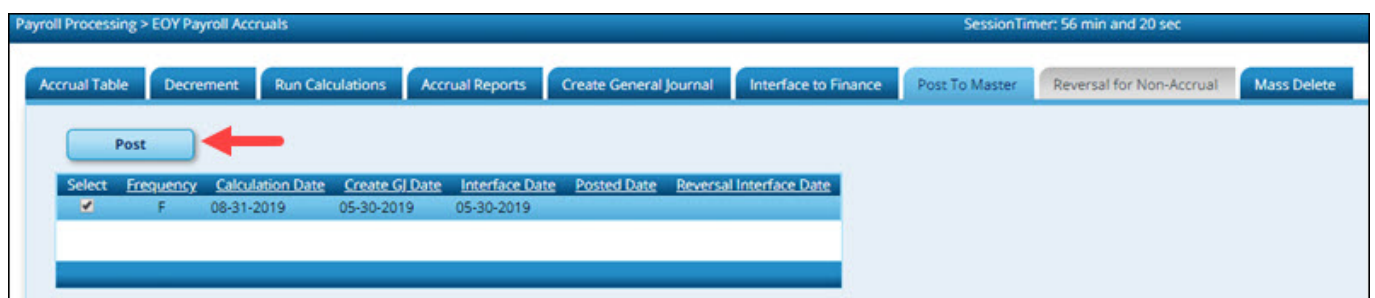 Payroll Processing > EOY Payroll Accruals SessionTimer: 56 min and 20 sec
Accrual Table Decrement Run Calculations Accrual Reports Create General Journal Interface to Finance Post To Master Reversal for Non-Accrual Mass Delete
Post
Select Frequency Calculation Date Create GJ Date Interface Date Posted Date Reversal Interface Date
F 08-31-2019 05-30-2019 05-30-2019